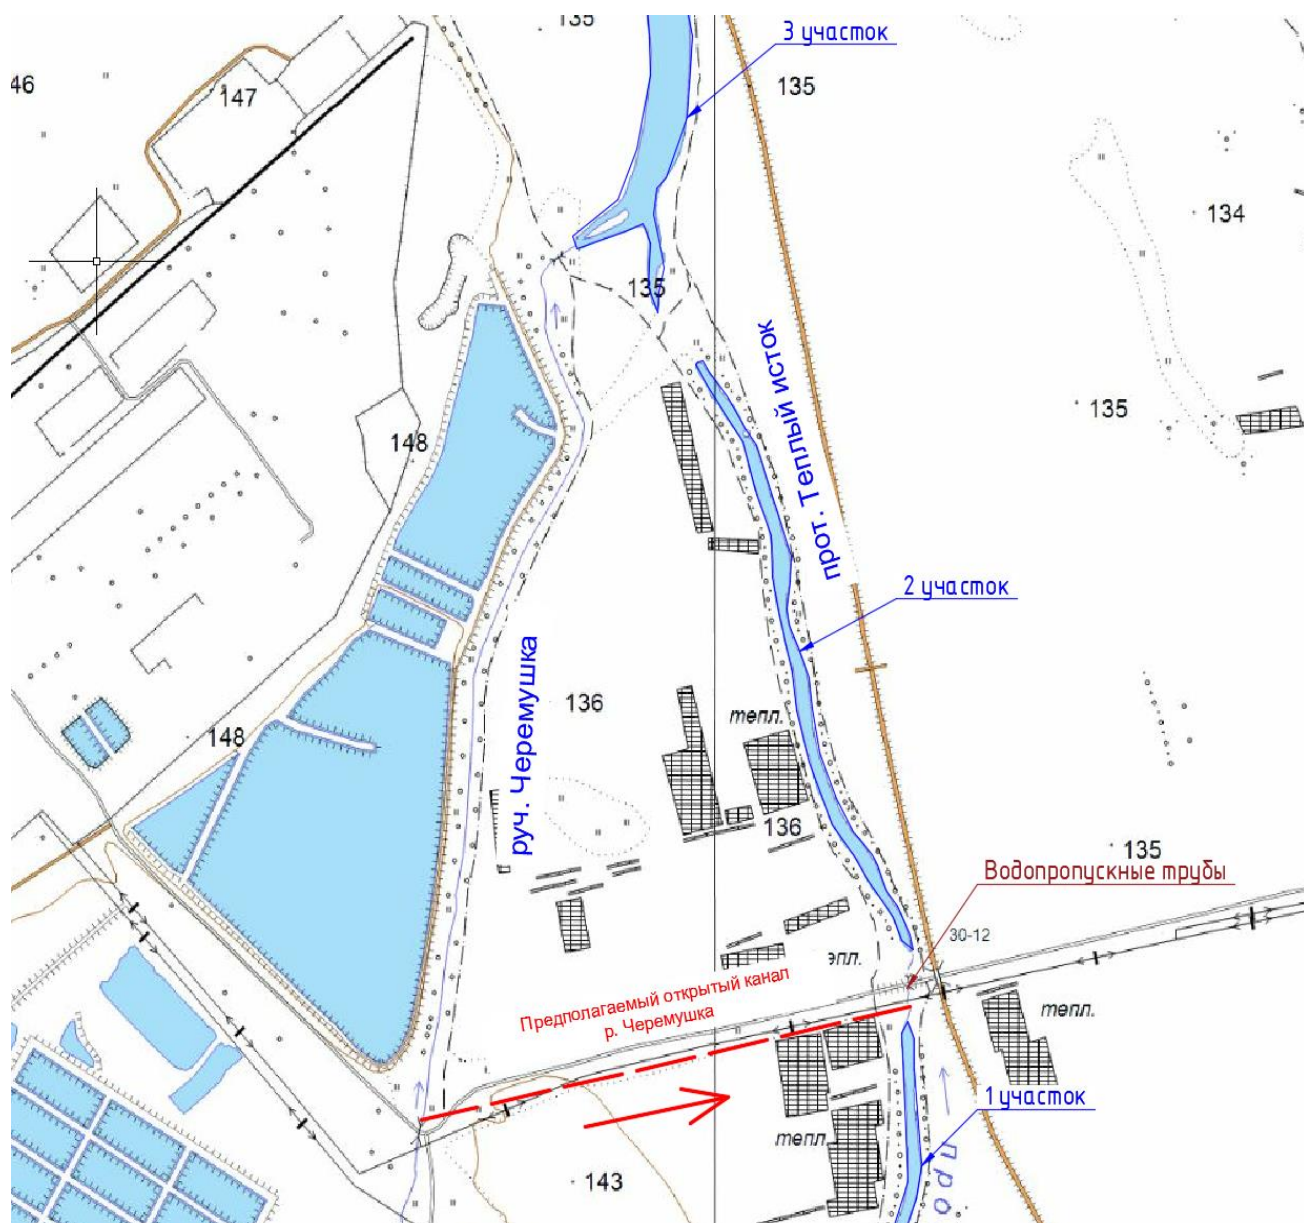 135
3 участок
46
147
135
134
135
прот. Теплый исток
135
148
2 участок
руч. Черемушка
136
тепл.
148
136
135
Водопропускные трубы
30-12
эпл.
Предполагаемый открытый канал
р. Черемушка
тепл.
1 участок
тепл.
143